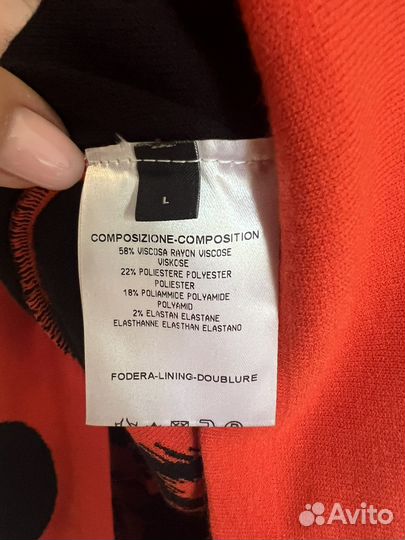 L
COMPOSIZIONE-COMPOSITION
58% VISCOSA RAYON VISCOSE
VISKOSE
22% POLIESTERE POLYESTER
POLIESTER
18% POLIAMMICE POLYAMIDE
POLYAMID
2% ELASTAN ELASTANE
ELASTHANNE ELASTHAN ELASTANO
FODERA-LINING-DOUBLURE
Avito